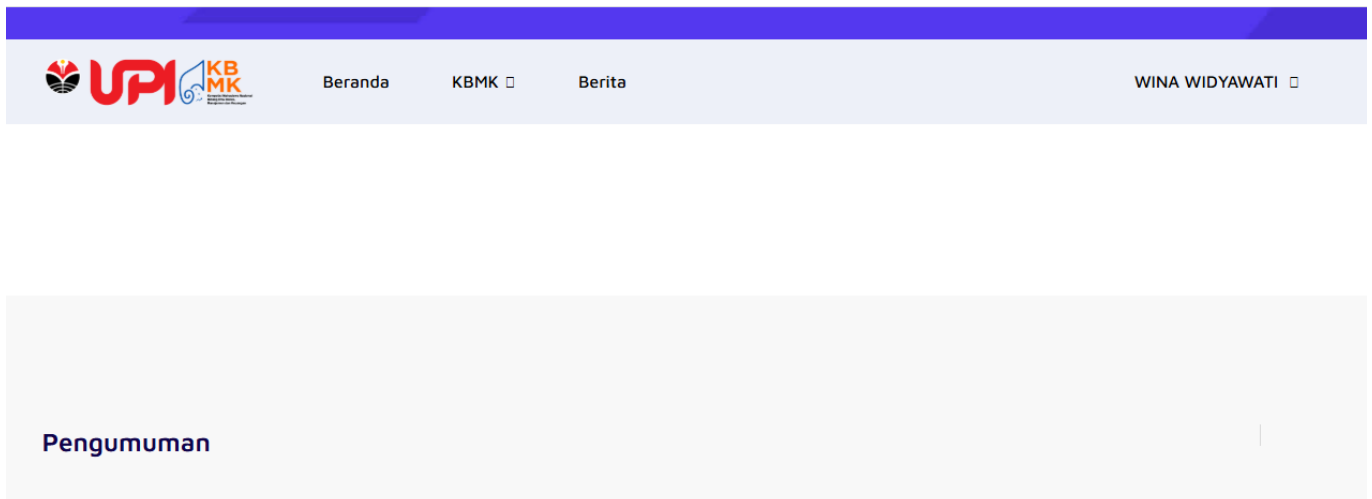 UPI
KB
MK
Beranda
KBMK
Berita
WINA WIDYAWATI
Pengumuman